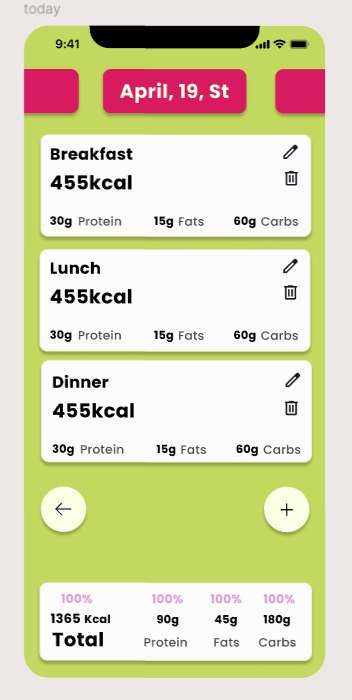 today
9:41
April, 19, St
Breakfast
455kcal
30g Protein 15g Fats 60g Carbs
Lunch
455kcal
30g Protein 15g Fats 60g Carbs
Dinner
455kcal
30g Protein 15g Fats 60g Carbs
100% 100% 100% 100%
1365 Kcal 90g 45g 180g
Total Protein Fats Carbs